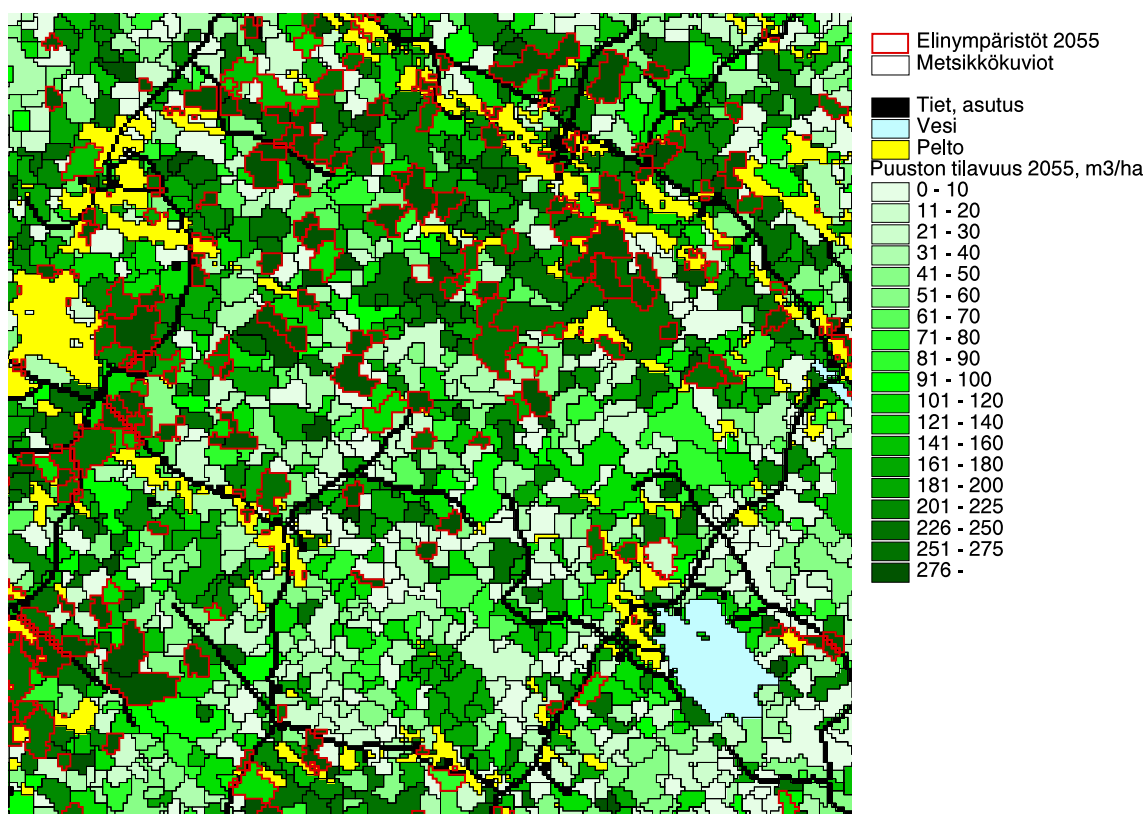 Elinympäristöt 2055
Metsikkökuviot
Tiet, asutus
Vesi
Pelto
Puuston tilavuus 2055, m3/ha
0 - 10
11 - 20
21 - 30
31 - 40
41 - 50
51 - 60
61 - 70
71 - 80
81 - 90
91 - 100
101 - 120
121 - 140
141 - 160
161 - 180
181 - 200
201 - 225
226 - 250
251 - 275
276 -